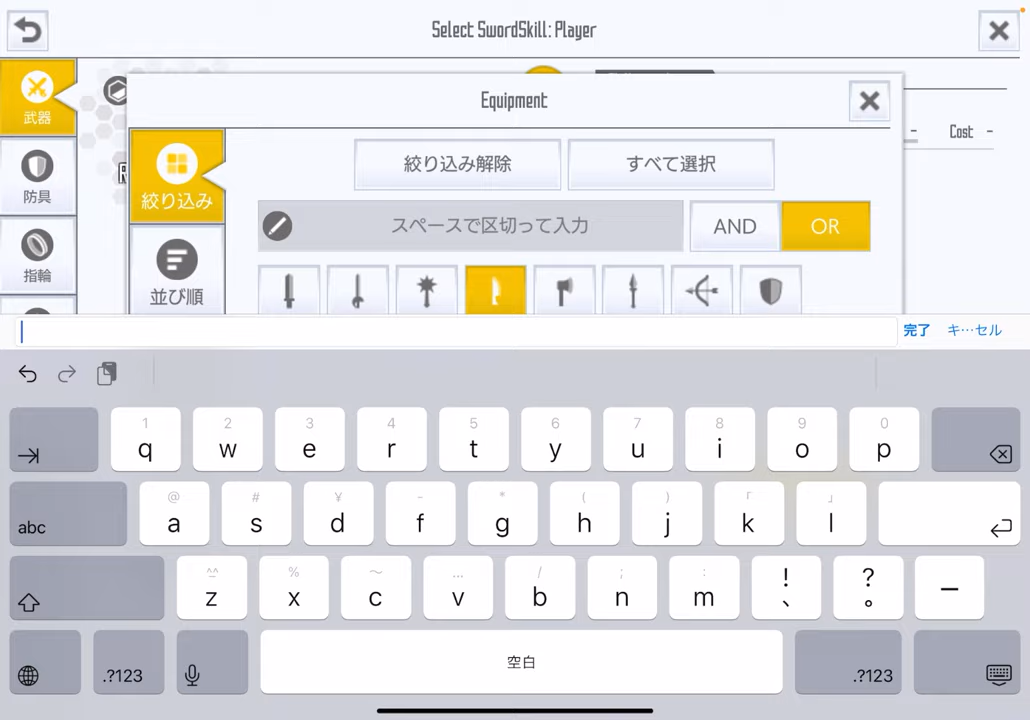 Select SwordSkill: Player
Equipment
武器
防具
指輪
- Cost -
絞り込み
並び順
絞り込み解除
すべて選択
スペースで区切って入力
AND
OR
完了
キ…セル
1 2 3 4 5 6 7 8 9 0
q w e r t y u i o p
@ # ¥ - * ( ) 「 」
abc a s d f g h j k l
^^ % ～ … / ; : ! ?
z x c v b n m 、 。 ー
.?123 空白 .?123